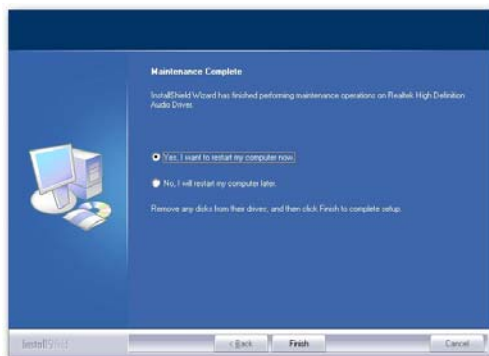 Maintenance Complete
InstallShield Wizard has finished performing maintenance operations on Realtek High Definition
Audio Driver.
Yes, I want to restart my computer now.
No, I will restart my computer later.
Remove any disks from their drives, and then click Finish to complete setup.
InstallShield
< Back
Finish
Cancel